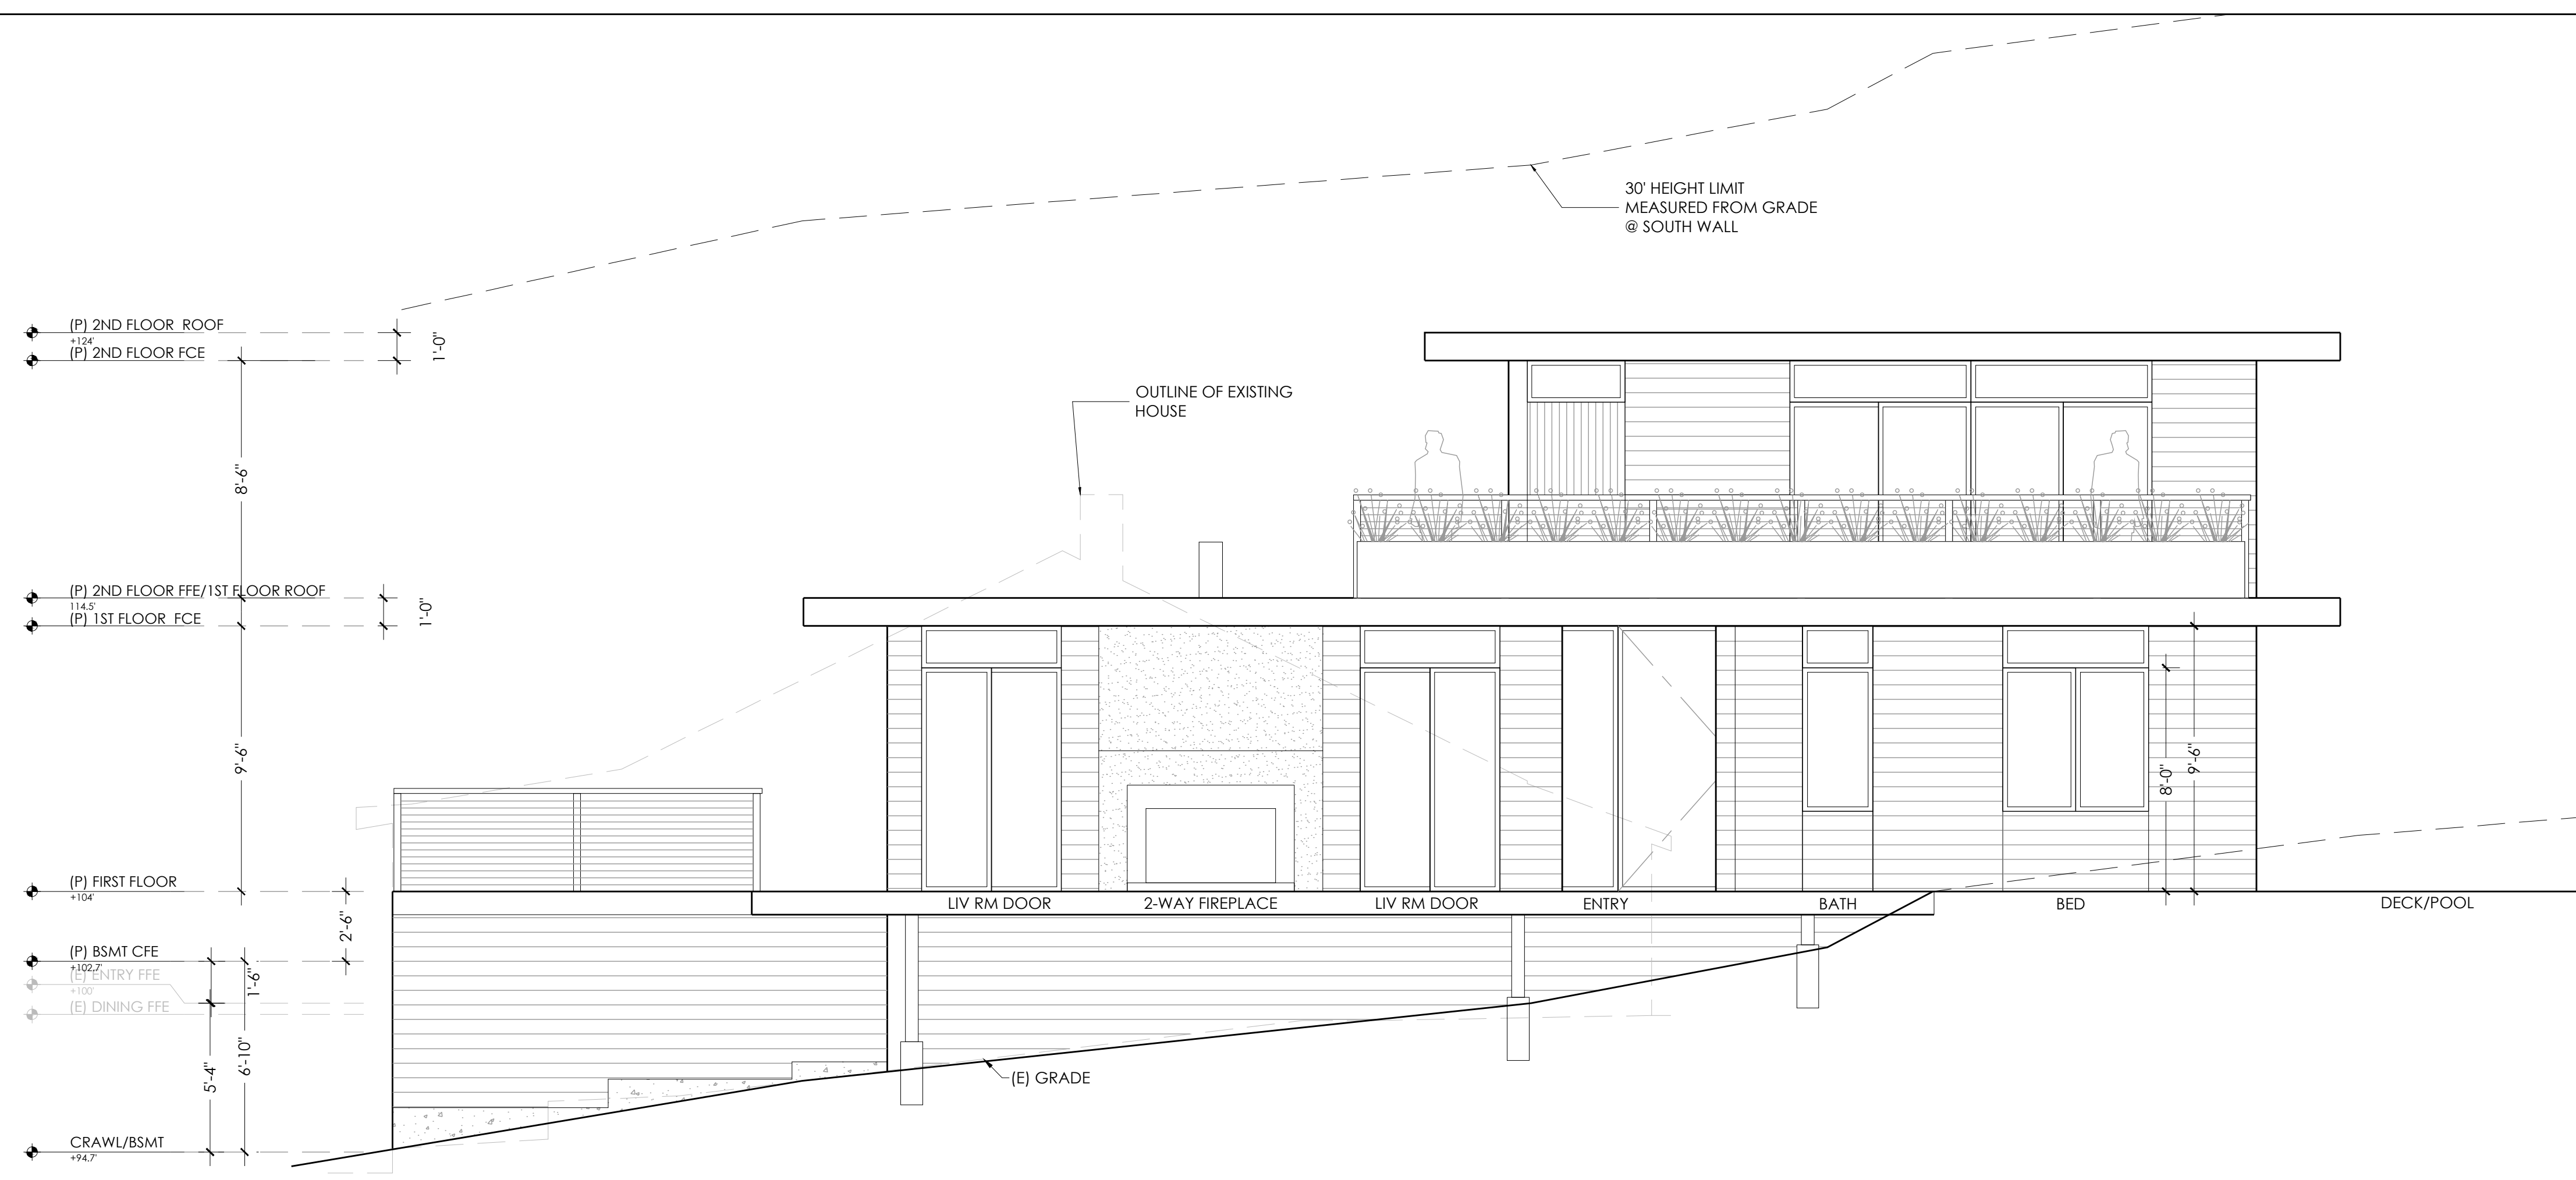 30' HEIGHT LIMIT
MEASURED FROM GRADE
@ SOUTH WALL
(P) 2ND FLOOR ROOF
+124'
(P) 2ND FLOOR FCE
1'-0"
OUTLINE OF EXISTING
HOUSE
8'-6"
(P) 2ND FLOOR FFE/1ST FLOOR ROOF
114.5'
(P) 1ST FLOOR FCE
1'-0"
9'-6"
8'-0"
9'-6"
(P) FIRST FLOOR
+104'
LIV RM DOOR
2-WAY FIREPLACE
LIV RM DOOR
ENTRY
BATH
BED
DECK/POOL
2'-6"
(P) BSMT CFE
+102.7'
(E) ENTRY FFE
+100'
(E) DINING FFE
1'-6"
5'-4"
6'-10"
(E) GRADE
CRAWL/BSMT
+94.7'